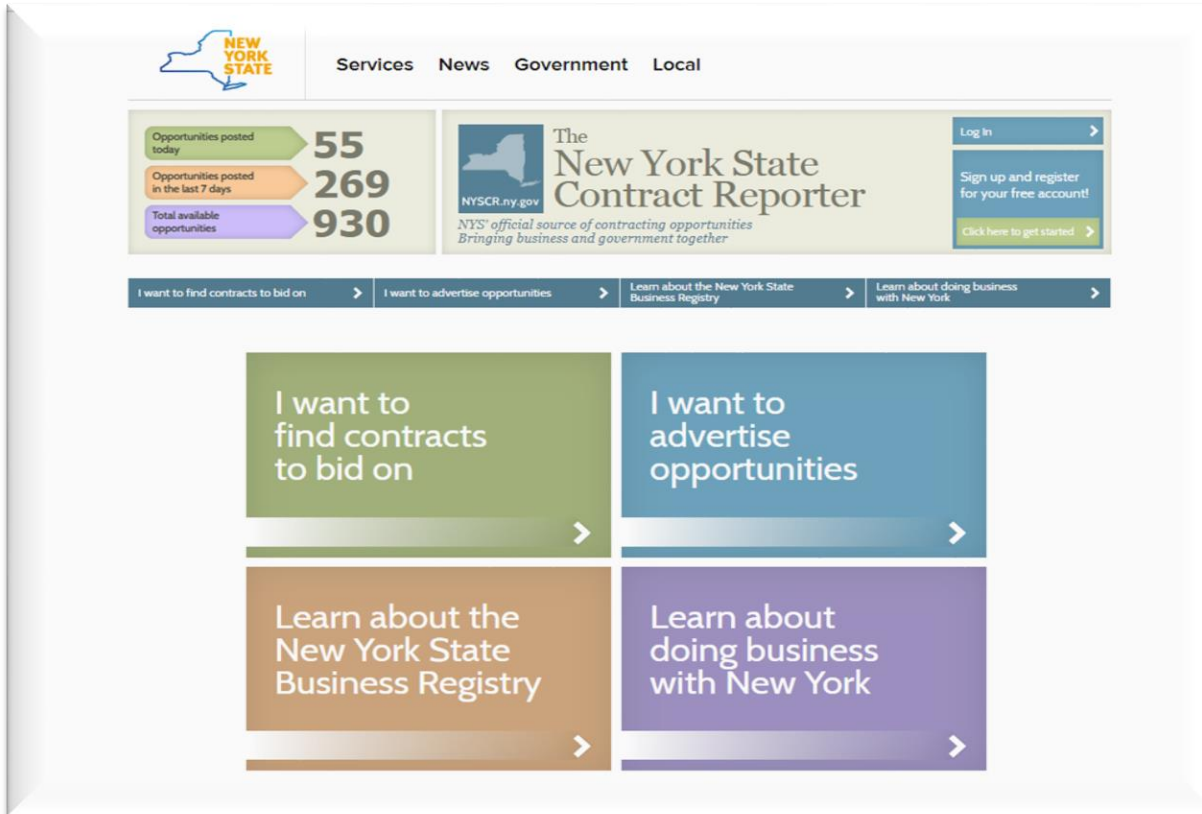 NEW
YORK
STATE
Services News Government Local
Opportunities posted
today
55
Opportunities posted
in the last 7 days
269
Total available
opportunities
930
NYSCR.ny.gov
The
New York State
Contract Reporter
NYS' official source of contracting opportunities
Bringing business and government together
Log In
Sign up and register
for your free account!
Click here to get started
I want to find contracts to bid on
I want to advertise opportunities
Learn about the New York State
Business Registry
Learn about doing business
with New York
I want to
find contracts
to bid on
I want to
advertise
opportunities
Learn about the
New York State
Business Registry
Learn about
doing business
with New York